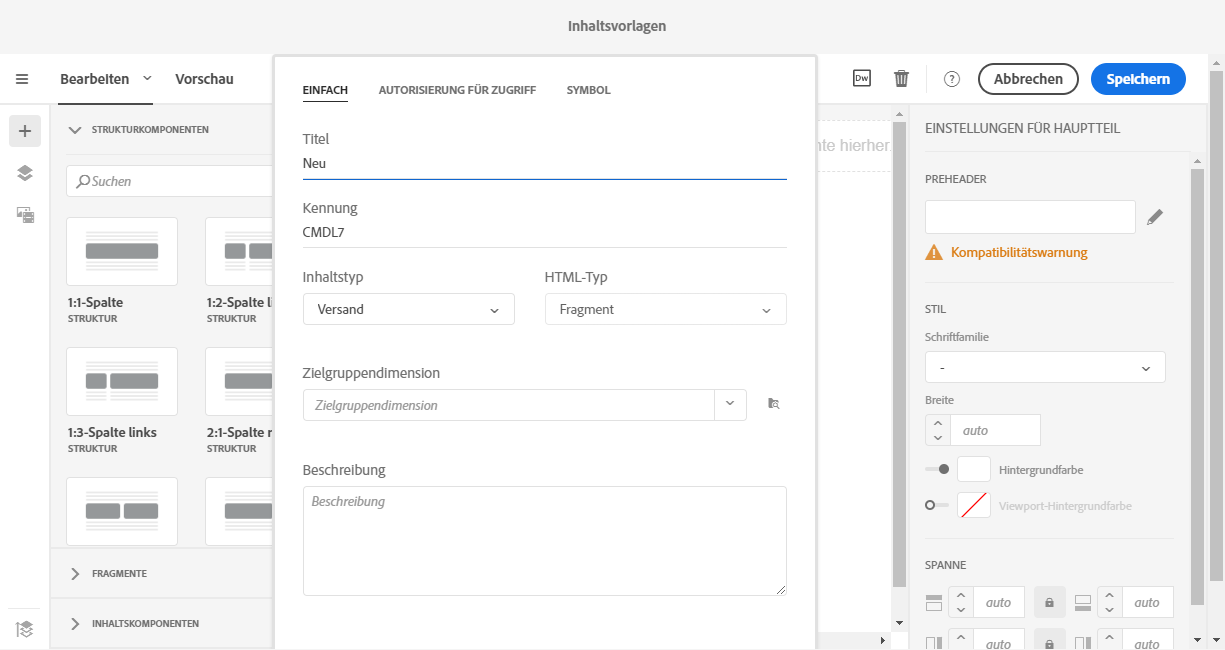 Inhaltsvorlagen
Bearbeiten
Vorschau
Dw
?
Abbrechen
Speichern
STRUKTURKOMPONENTEN
Suchen
1:1-Spalte
STRUKTUR
1:2-Spalte l
STRUKTUR
1:3-Spalte links
STRUKTUR
2:1-Spalte r
STRUKTUR
FRAGMENTE
INHALTSKOMPONENTEN
EINFACH
AUTORISIERUNG FÜR ZUGRIFF
SYMBOL
Titel
Neu
Kennung
CMDL7
Inhaltstyp
HTML-Typ
Versand
Fragment
Zielgruppendimension
Zielgruppendimension
Beschreibung
Beschreibung
nte hierher
EINSTELLUNGEN FÜR HAUPTTEIL
PREHEADER
Kompatibilitätswarnung
STIL
Schriftfamilie
-
Breite
auto
Hintergrundfarbe
Viewport-Hintergrundfarbe
SPANNE
auto
auto
auto
auto